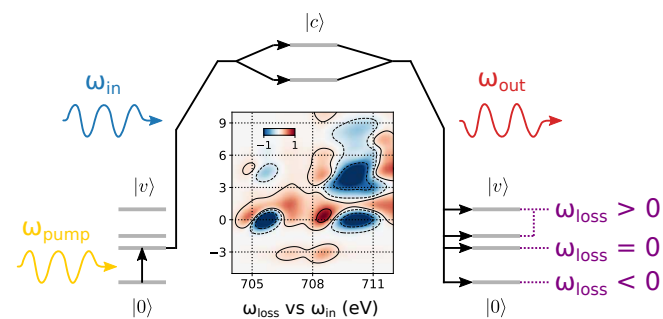 |c⟩
ω_in
ω_out
|v⟩
ω_pump
|0⟩
9
6
3
0
−3
−1 1
705 708 711
ω_loss vs ω_in (eV)
|v⟩
ω_loss > 0
ω_loss = 0
ω_loss < 0
|0⟩